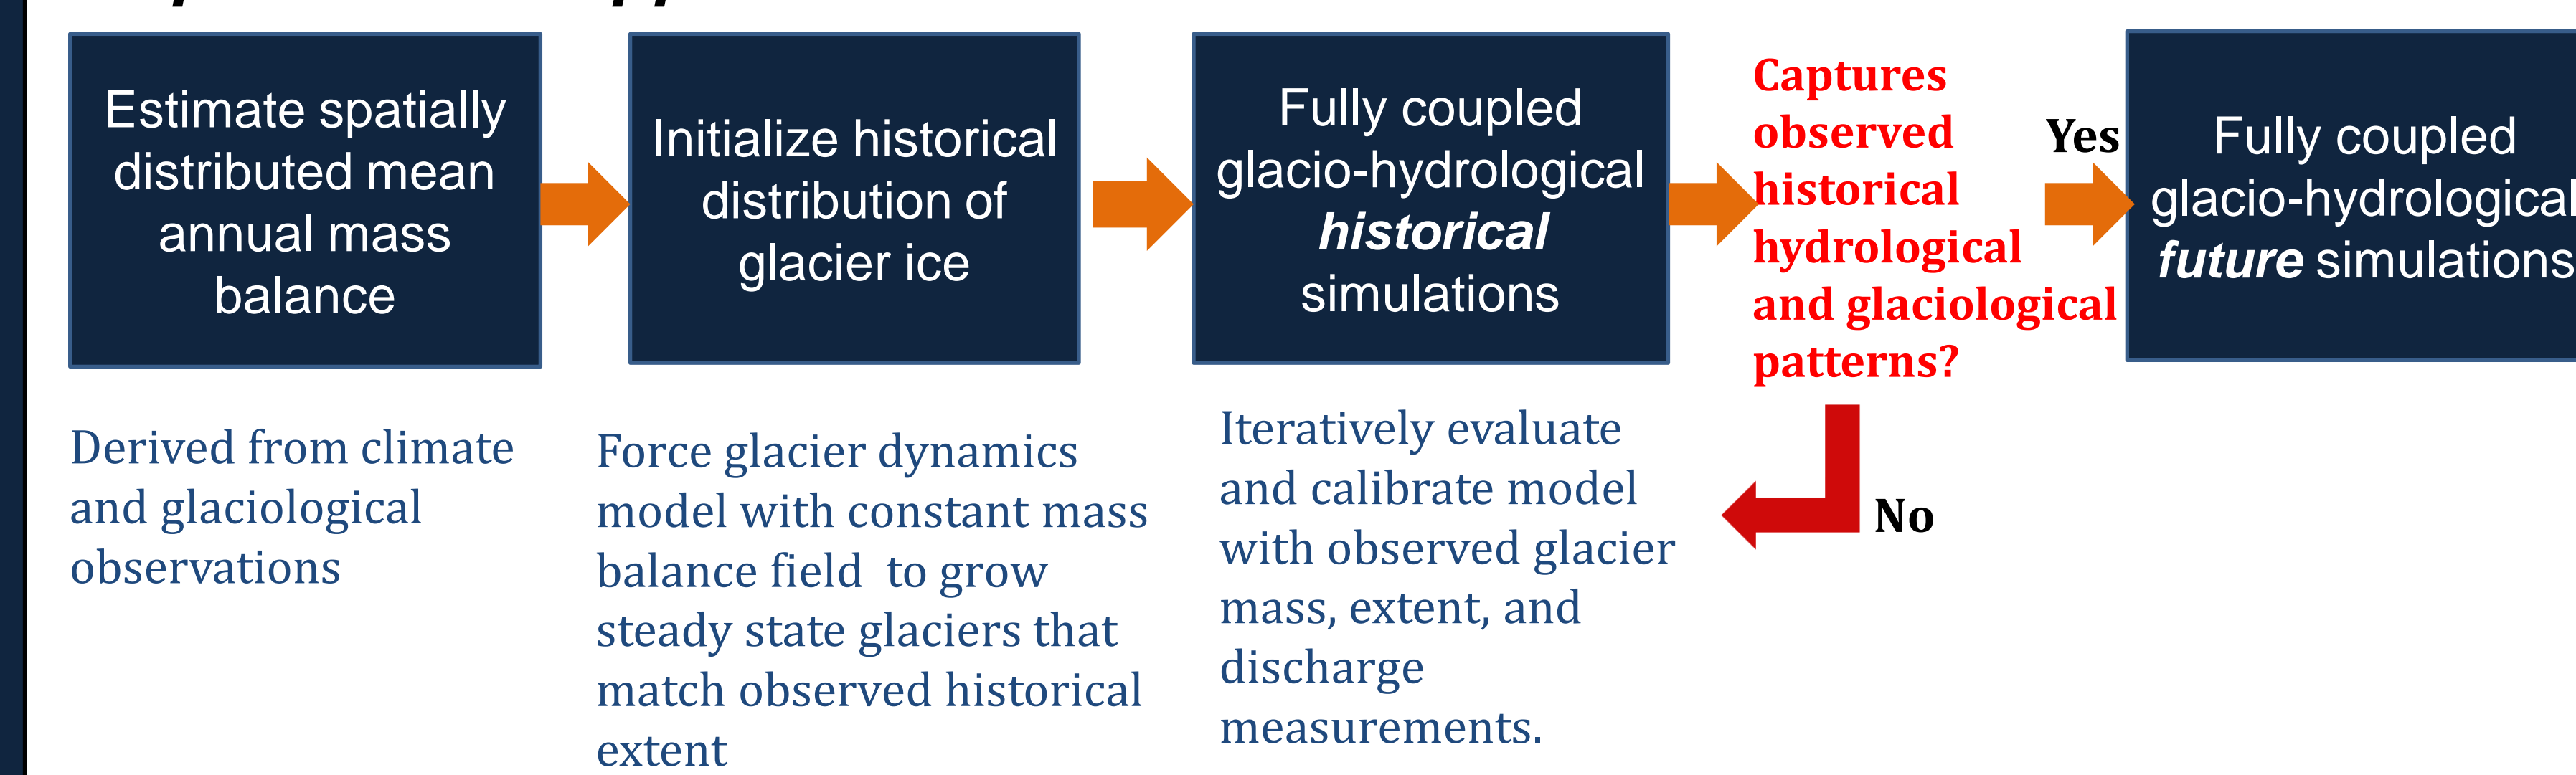 Estimate spatially
distributed mean
annual mass
balance
Initialize historical
distribution of
glacier ice
Fully coupled
glacio-hydrological
historical
simulations
Captures
observed
historical
hydrological
and glaciological
patterns?
Yes
Fully coupled
glacio-hydrological
future simulations
Derived from climate
and glaciological
observations
Force glacier dynamics
model with constant mass
balance field to grow
steady state glaciers that
match observed historical
extent
Iteratively evaluate
and calibrate model
with observed glacier
mass, extent, and
discharge
measurements.
No